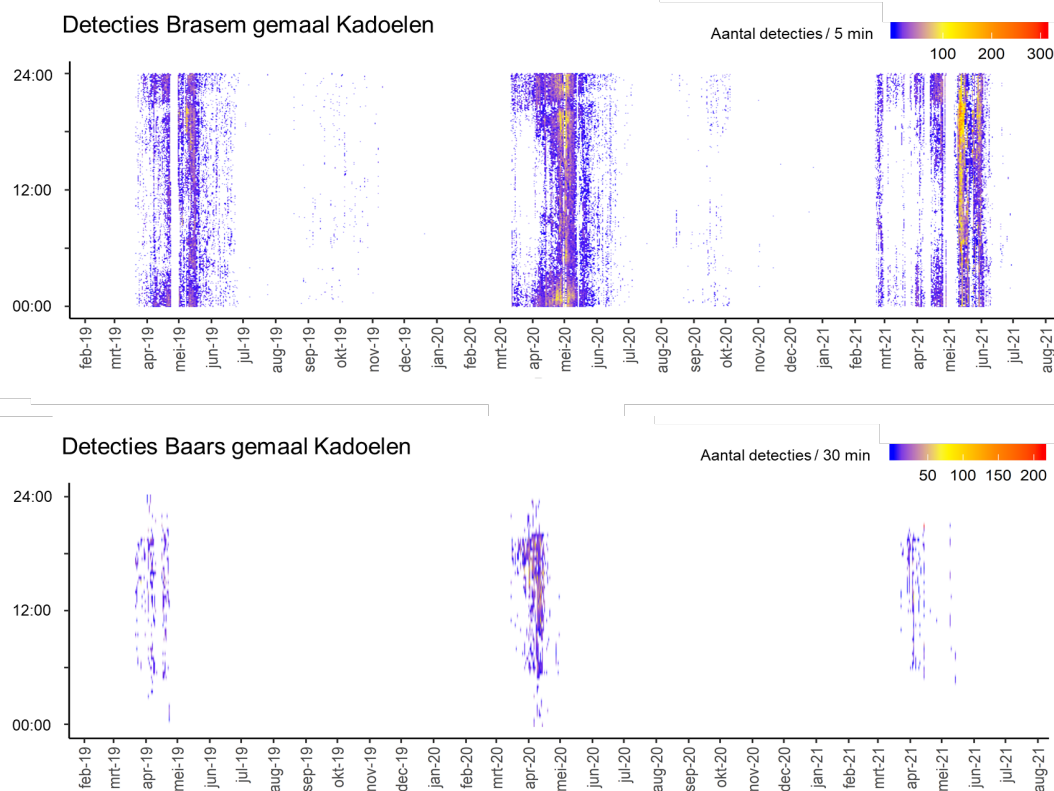 Detecties Brasem gemaal Kadoelen
Aantal detecties / 5 min
100 200 300
24:00
12:00
00:00
feb-19 mrt-19 apr-19 mei-19 jun-19 jul-19 aug-19 sep-19 okt-19 nov-19 dec-19 jan-20 feb-20 mrt-20 apr-20 mei-20 jun-20 jul-20 aug-20 sep-20 okt-20 nov-20 dec-20 jan-21 feb-21 mrt-21 apr-21 mei-21 jun-21 jul-21 aug-21
Detecties Baars gemaal Kadoelen
Aantal detecties / 30 min
50 100 150 200
24:00
12:00
00:00
feb-19 mrt-19 apr-19 mei-19 jun-19 jul-19 aug-19 sep-19 okt-19 nov-19 dec-19 jan-20 feb-20 mrt-20 apr-20 mei-20 jun-20 jul-20 aug-20 sep-20 okt-20 nov-20 dec-20 jan-21 feb-21 mrt-21 apr-21 mei-21 jun-21 jul-21 aug-21